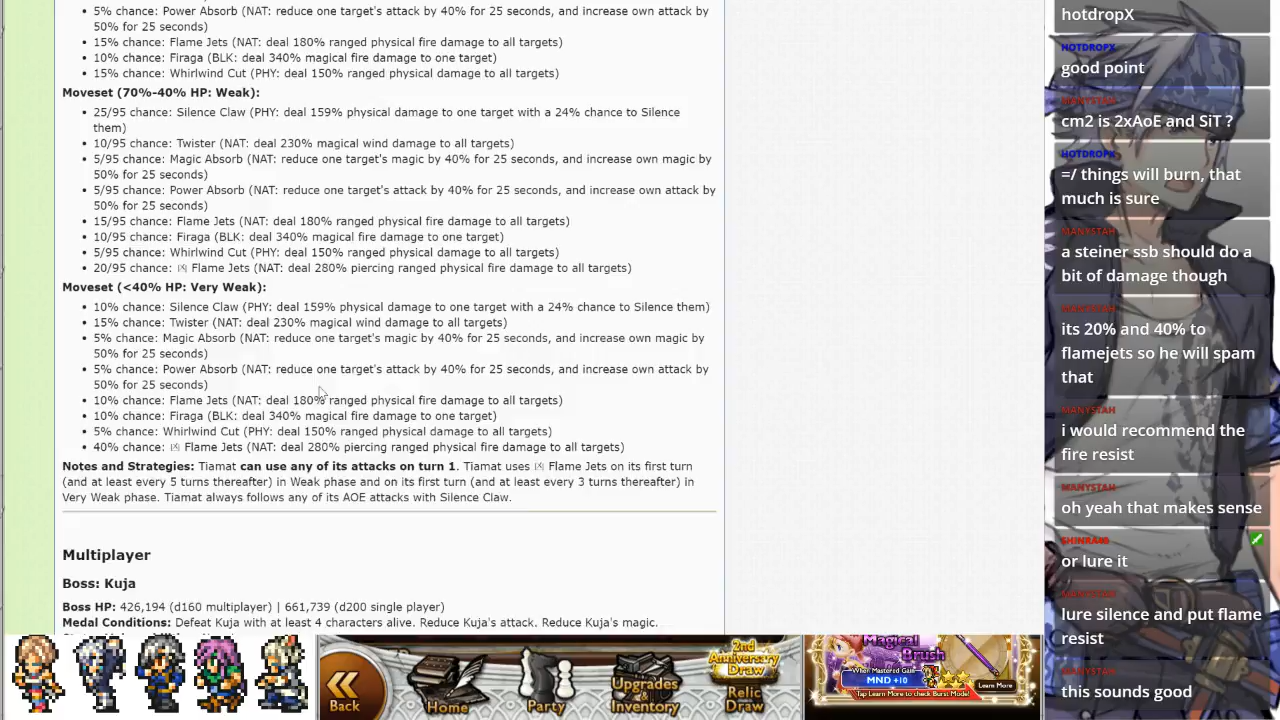 • 5% chance: Power Absorb (NAT: reduce one target's attack by 40% for 25 seconds, and increase own attack by
50% for 25 seconds)
• 15% chance: Flame Jets (NAT: deal 180% ranged physical fire damage to all targets)
• 10% chance: Firaga (BLK: deal 340% magical fire damage to one target)
• 15% chance: Whirlwind Cut (PHY: deal 150% ranged physical damage to all targets)
Moveset (70%-40% HP: Weak):
• 25/95 chance: Silence Claw (PHY: deal 159% physical damage to one target with a 24% chance to Silence
them)
• 10/95 chance: Twister (NAT: deal 230% magical wind damage to all targets)
• 5/95 chance: Magic Absorb (NAT: reduce one target's magic by 40% for 25 seconds, and increase own magic by
50% for 25 seconds)
• 5/95 chance: Power Absorb (NAT: reduce one target's attack by 40% for 25 seconds, and increase own attack by
50% for 25 seconds)
• 15/95 chance: Flame Jets (NAT: deal 180% ranged physical fire damage to all targets)
• 10/95 chance: Firaga (BLK: deal 340% magical fire damage to one target)
• 5/95 chance: Whirlwind Cut (PHY: deal 150% ranged physical damage to all targets)
• 20/95 chance: Flame Jets (NAT: deal 280% piercing ranged physical fire damage to all targets)
Moveset (<40% HP: Very Weak):
• 10% chance: Silence Claw (PHY: deal 159% physical damage to one target with a 24% chance to Silence them)
• 15% chance: Twister (NAT: deal 230% magical wind damage to all targets)
• 5% chance: Magic Absorb (NAT: reduce one target's magic by 40% for 25 seconds, and increase own magic by
50% for 25 seconds)
• 5% chance: Power Absorb (NAT: reduce one target's attack by 40% for 25 seconds, and increase own attack by
50% for 25 seconds)
• 10% chance: Flame Jets (NAT: deal 180% ranged physical fire damage to all targets)
• 10% chance: Firaga (BLK: deal 340% magical fire damage to one target)
• 5% chance: Whirlwind Cut (PHY: deal 150% ranged physical damage to all targets)
• 40% chance: Flame Jets (NAT: deal 280% piercing ranged physical fire damage to all targets)
Notes and Strategies: Tiamat can use any of its attacks on turn 1. Tiamat uses Flame Jets on its first turn
(and at least every 5 turns thereafter) in Weak phase and on its first turn (and at least every 3 turns thereafter) in
Very Weak phase. Tiamat always follows any of its AOE attacks with Silence Claw.
Multiplayer
Boss: Kuja
Boss HP: 426,194 (d160 multiplayer) | 661,739 (d200 single player)
Medal Conditions: Defeat Kuja with at least 4 characters alive. Reduce Kuja's attack. Reduce Kuja's magic.
Back
Home
Party
Upgrades
Inventory
2nd
Anniversary
Draw
Relic
Draw
Magical
Brush
When Mastered Gain
MND +10
Learn More
Tap Learn More to check Burst Mode!
hotdropX
HOTDROPX
good point
MANYSTAH
cm2 is 2xAoE and SiT ?
HOTDROPX
=/ things will burn, that
much is sure
MANYSTAH
a steiner ssb should do a
bit of damage though
MANYSTAH
its 20% and 40% to
flamejets so he will spam
that
MANYSTAH
i would recommend the
fire resist
MANYSTAH
oh yeah that makes sense
SHINRA4B
or lure it
MANYSTAH
lure silence and put flame
resist
MANYSTAH
this sounds good